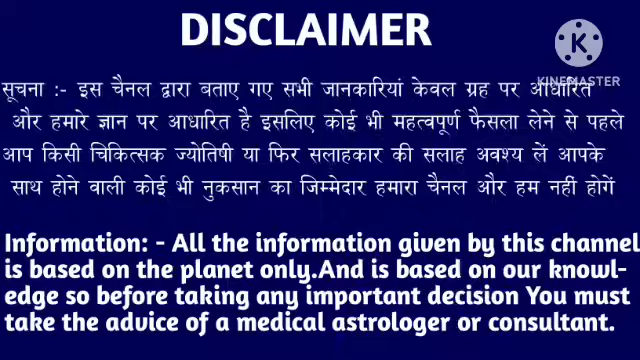 DISCLAIMER
K
KINEMASTER
सूचना :- इस चैनल द्वारा बताए गए सभी जानकारियां केवल ग्रह पर आधारित
और हमारे ज्ञान पर आधारित है इसलिए कोई भी महत्वपूर्ण फैसला लेने से पहले
आप किसी चिकित्सक ज्योतिषी या फिर सलाहकार की सलाह अवश्य लें आपके
साथ होने वाली कोई भी नुकसान का जिम्मेदार हमारा चैनल और हम नहीं होगें
Information: - All the information given by this channel
is based on the planet only.And is based on our knowl-
edge so before taking any important decision You must
take the advice of a medical astrologer or consultant.